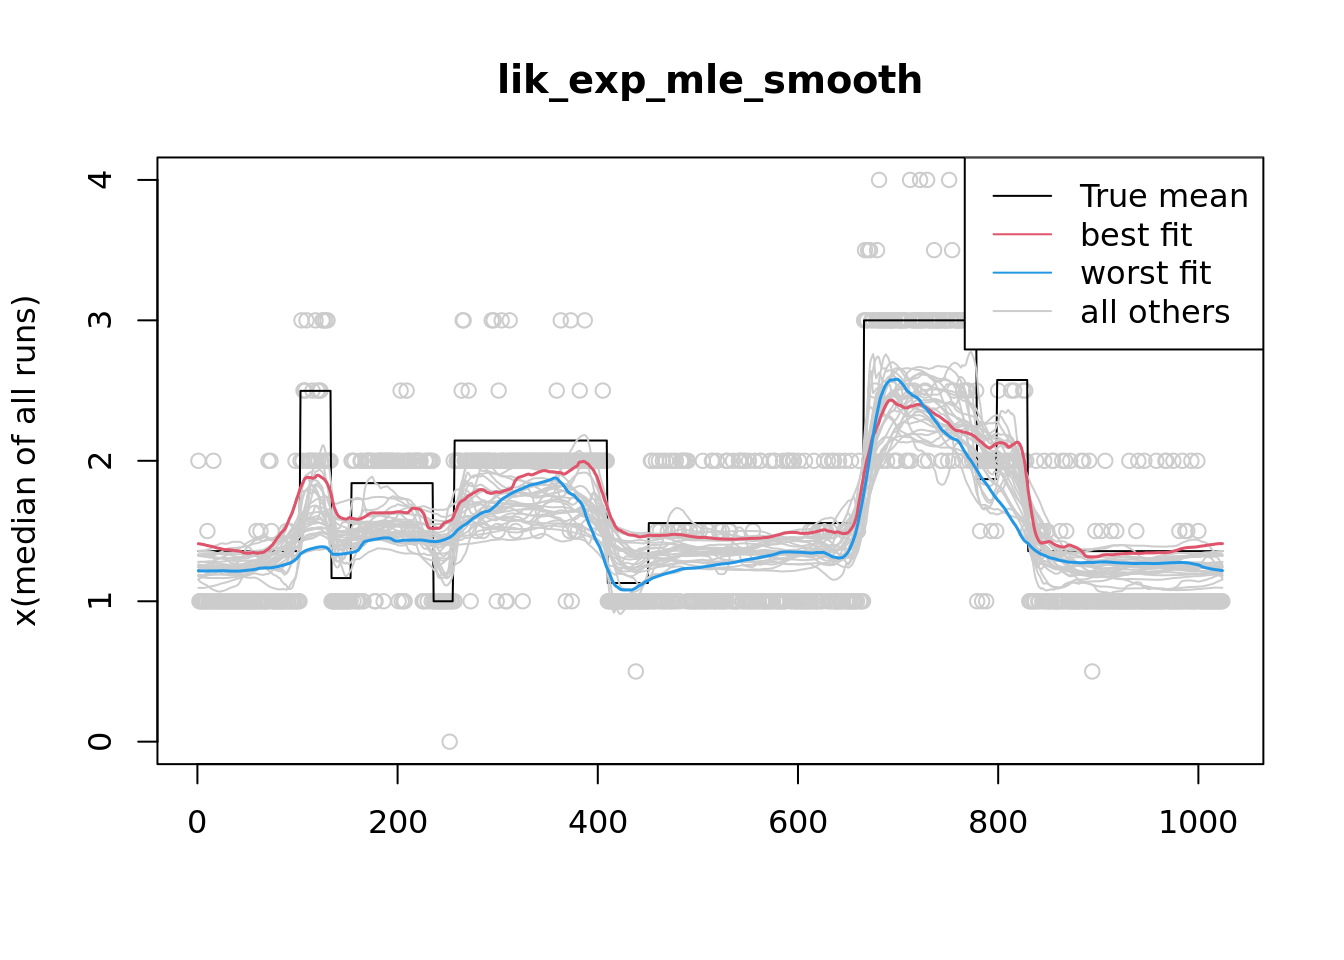 lik_exp_mle_smooth
x(median of all runs)
4
3
2
1
0
0 200 400 600 800 1000
True mean
best fit
worst fit
all others